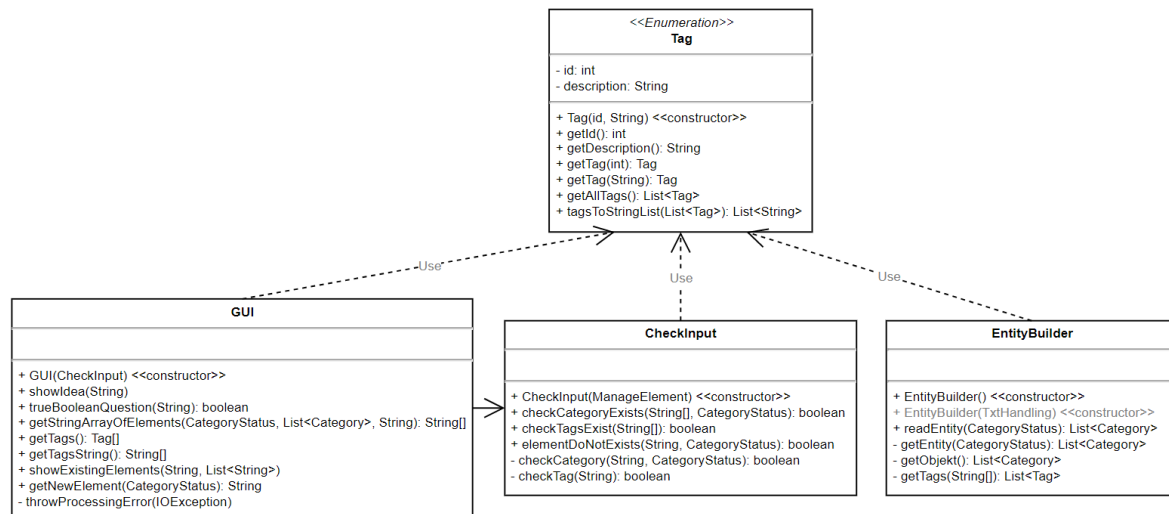 <<Enumeration>>
Tag
- id: int
- description: String
+ Tag(id, String) <<constructor>>
+ getId(): int
+ getDescription(): String
+ getTag(int): Tag
+ getTag(String): Tag
+ getAllTags(): List<Tag>
+ tagsToStringList(List<Tag>): List<String>
Use
Use
Use
GUI
+ GUI(CheckInput) <<constructor>>
+ showIdea(String)
+ trueBooleanQuestion(String): boolean
+ getStringArrayOfElements(CategoryStatus, List<Category>, String): String[]
+ getTags(): Tag[]
+ getTagsString(): String[]
+ showExistingElements(String, List<String>)
+ getNewElement(CategoryStatus): String
- throwProcessingError(IOException)
CheckInput
+ CheckInput(ManageElement) <<constructor>>
+ checkCategoryExists(String[], CategoryStatus): boolean
+ checkTagsExist(String[]): boolean
+ elementDoNotExists(String, CategoryStatus): boolean
- checkCategory(String, CategoryStatus): boolean
- checkTag(String): boolean
EntityBuilder
+ EntityBuilder() <<constructor>>
+ EntityBuilder(TxtHandling) <<constructor>>
+ readEntity(CategoryStatus): List<Category>
- getEntity(CategoryStatus): List<Category>
- getObjekt(): List<Category>
- getTags(String[]): List<Tag>